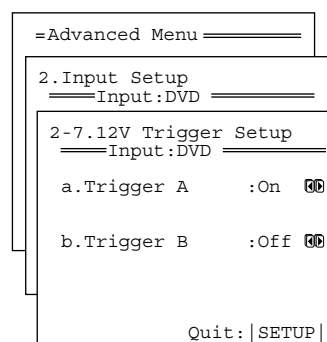 =Advanced Menu
2.Input Setup
Input:DVD
2-7.12V Trigger Setup
Input:DVD
a.Trigger A :On
b.Trigger B :Off
Quit:|SETUP|